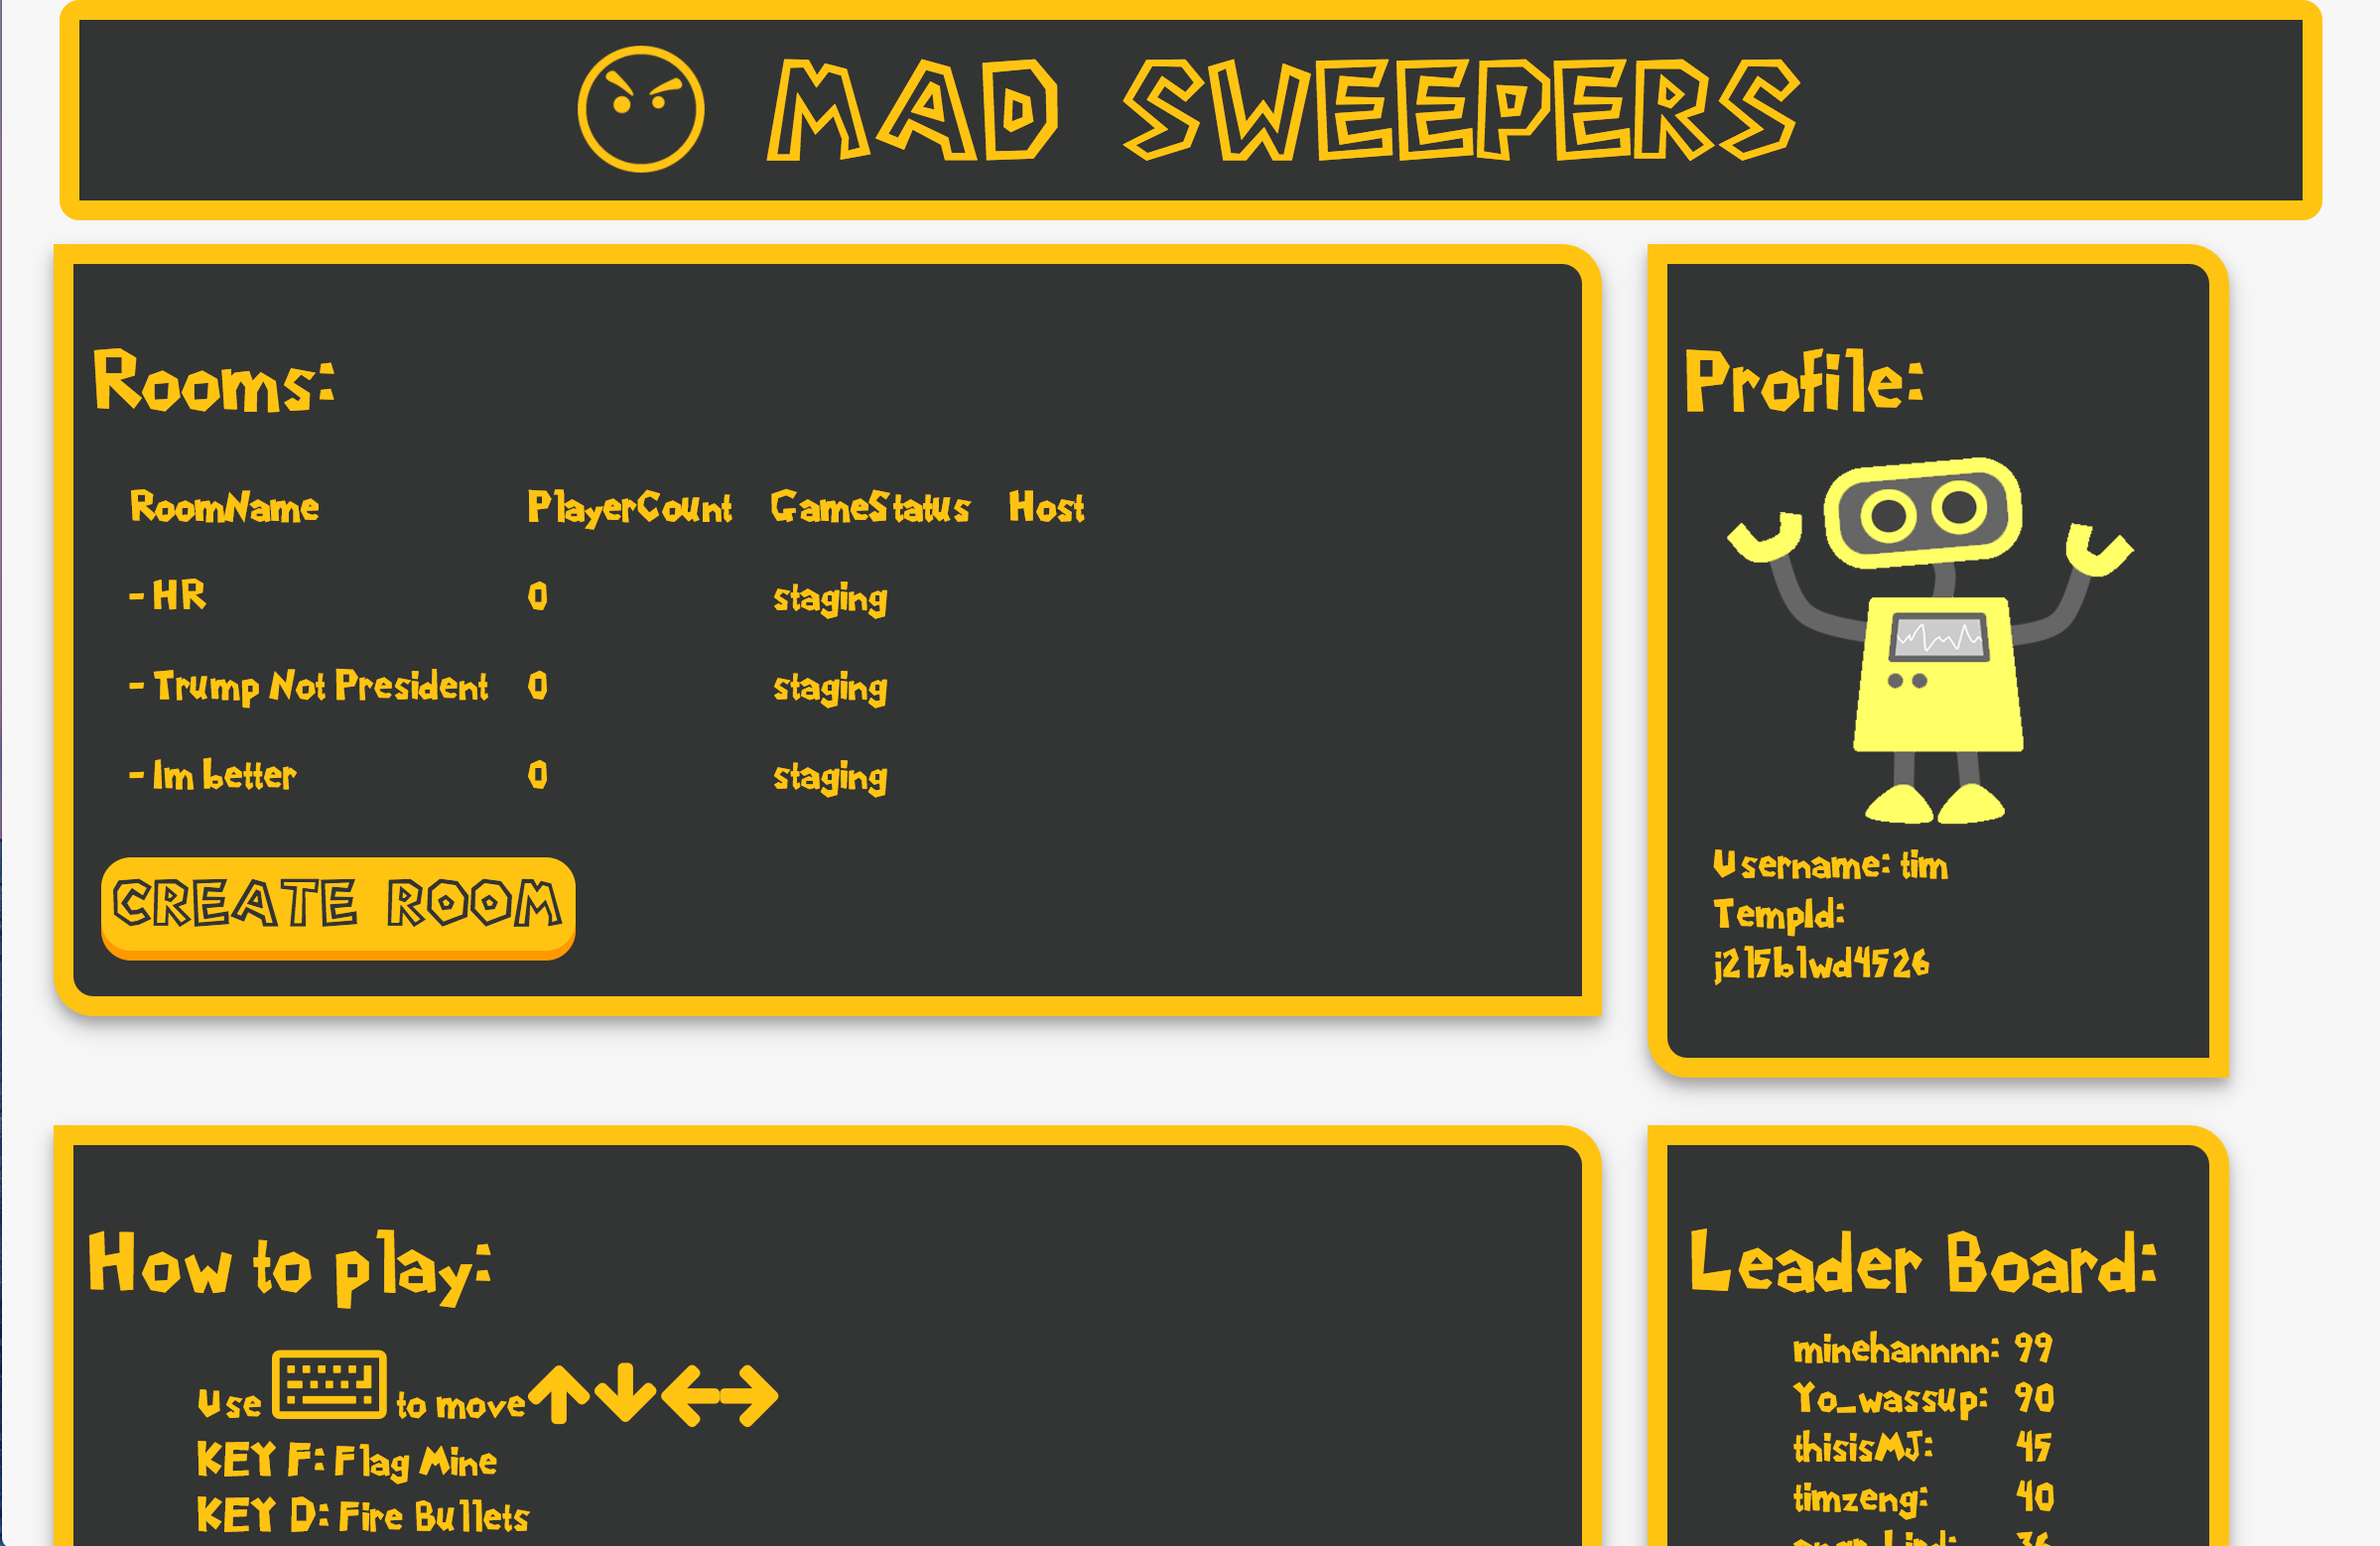 MAD SWEEPERS
Rooms:
RoomName PlayerCount GameStatus Host
- HR 0 staging
- Trump Not President 0 staging
- Im better 0 staging
CREATE ROOM
Profile:
Username: tim
TempId:
j215b1wd4526
How to play:
Use to move
KEY F: Flag Mine
KEY D: Fire Bullets
Leader Board:
minehannnn: 99
Yo_wassup: 90
thisisMJ: 45
timzeng: 40
36